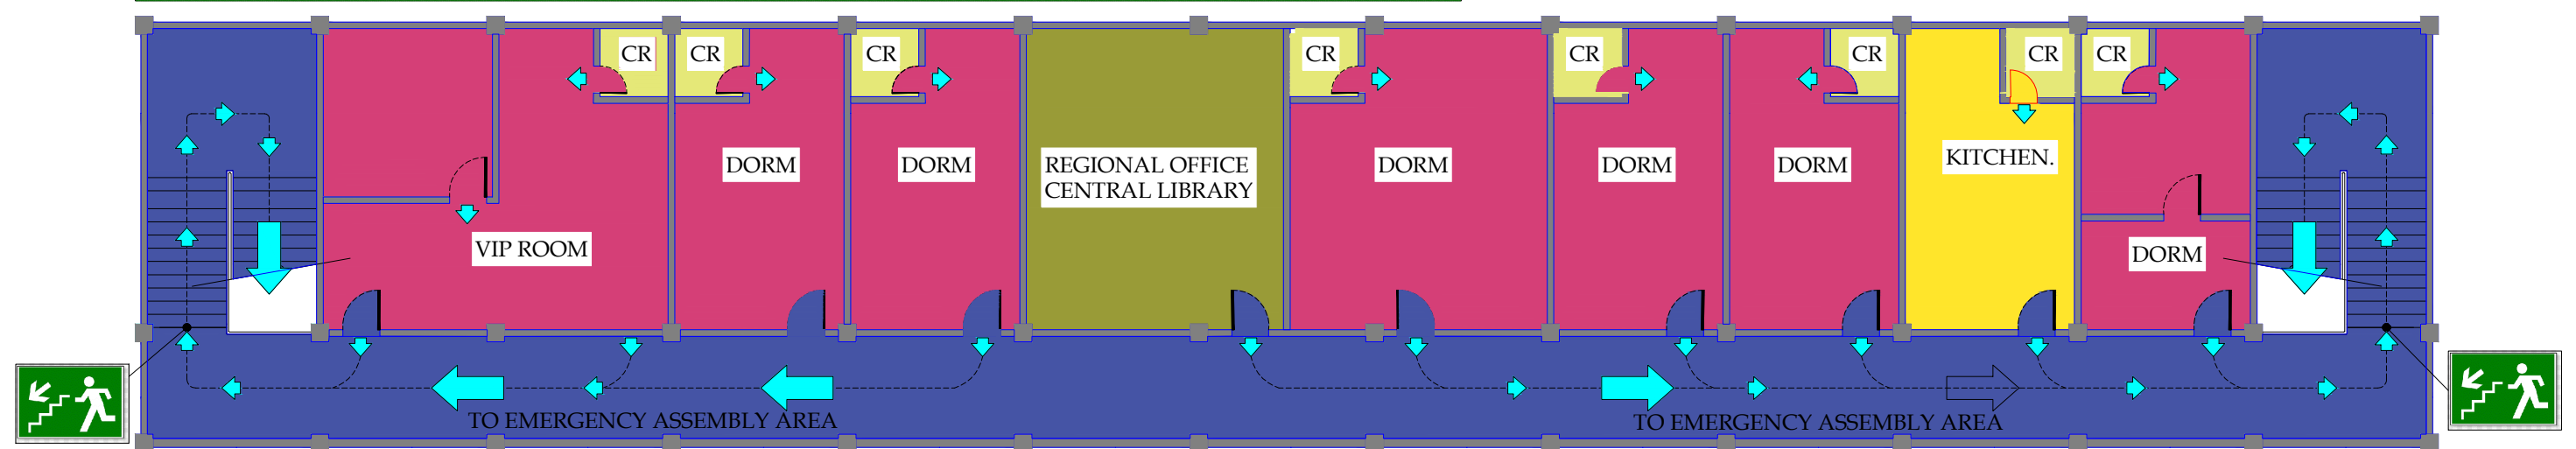 CR
CR
CR
CR
CR
CR
CR
CR
DORM
DORM
REGIONAL OFFICE
CENTRAL LIBRARY
DORM
DORM
DORM
KITCHEN.
VIP ROOM
DORM
TO EMERGENCY ASSEMBLY AREA
TO EMERGENCY ASSEMBLY AREA